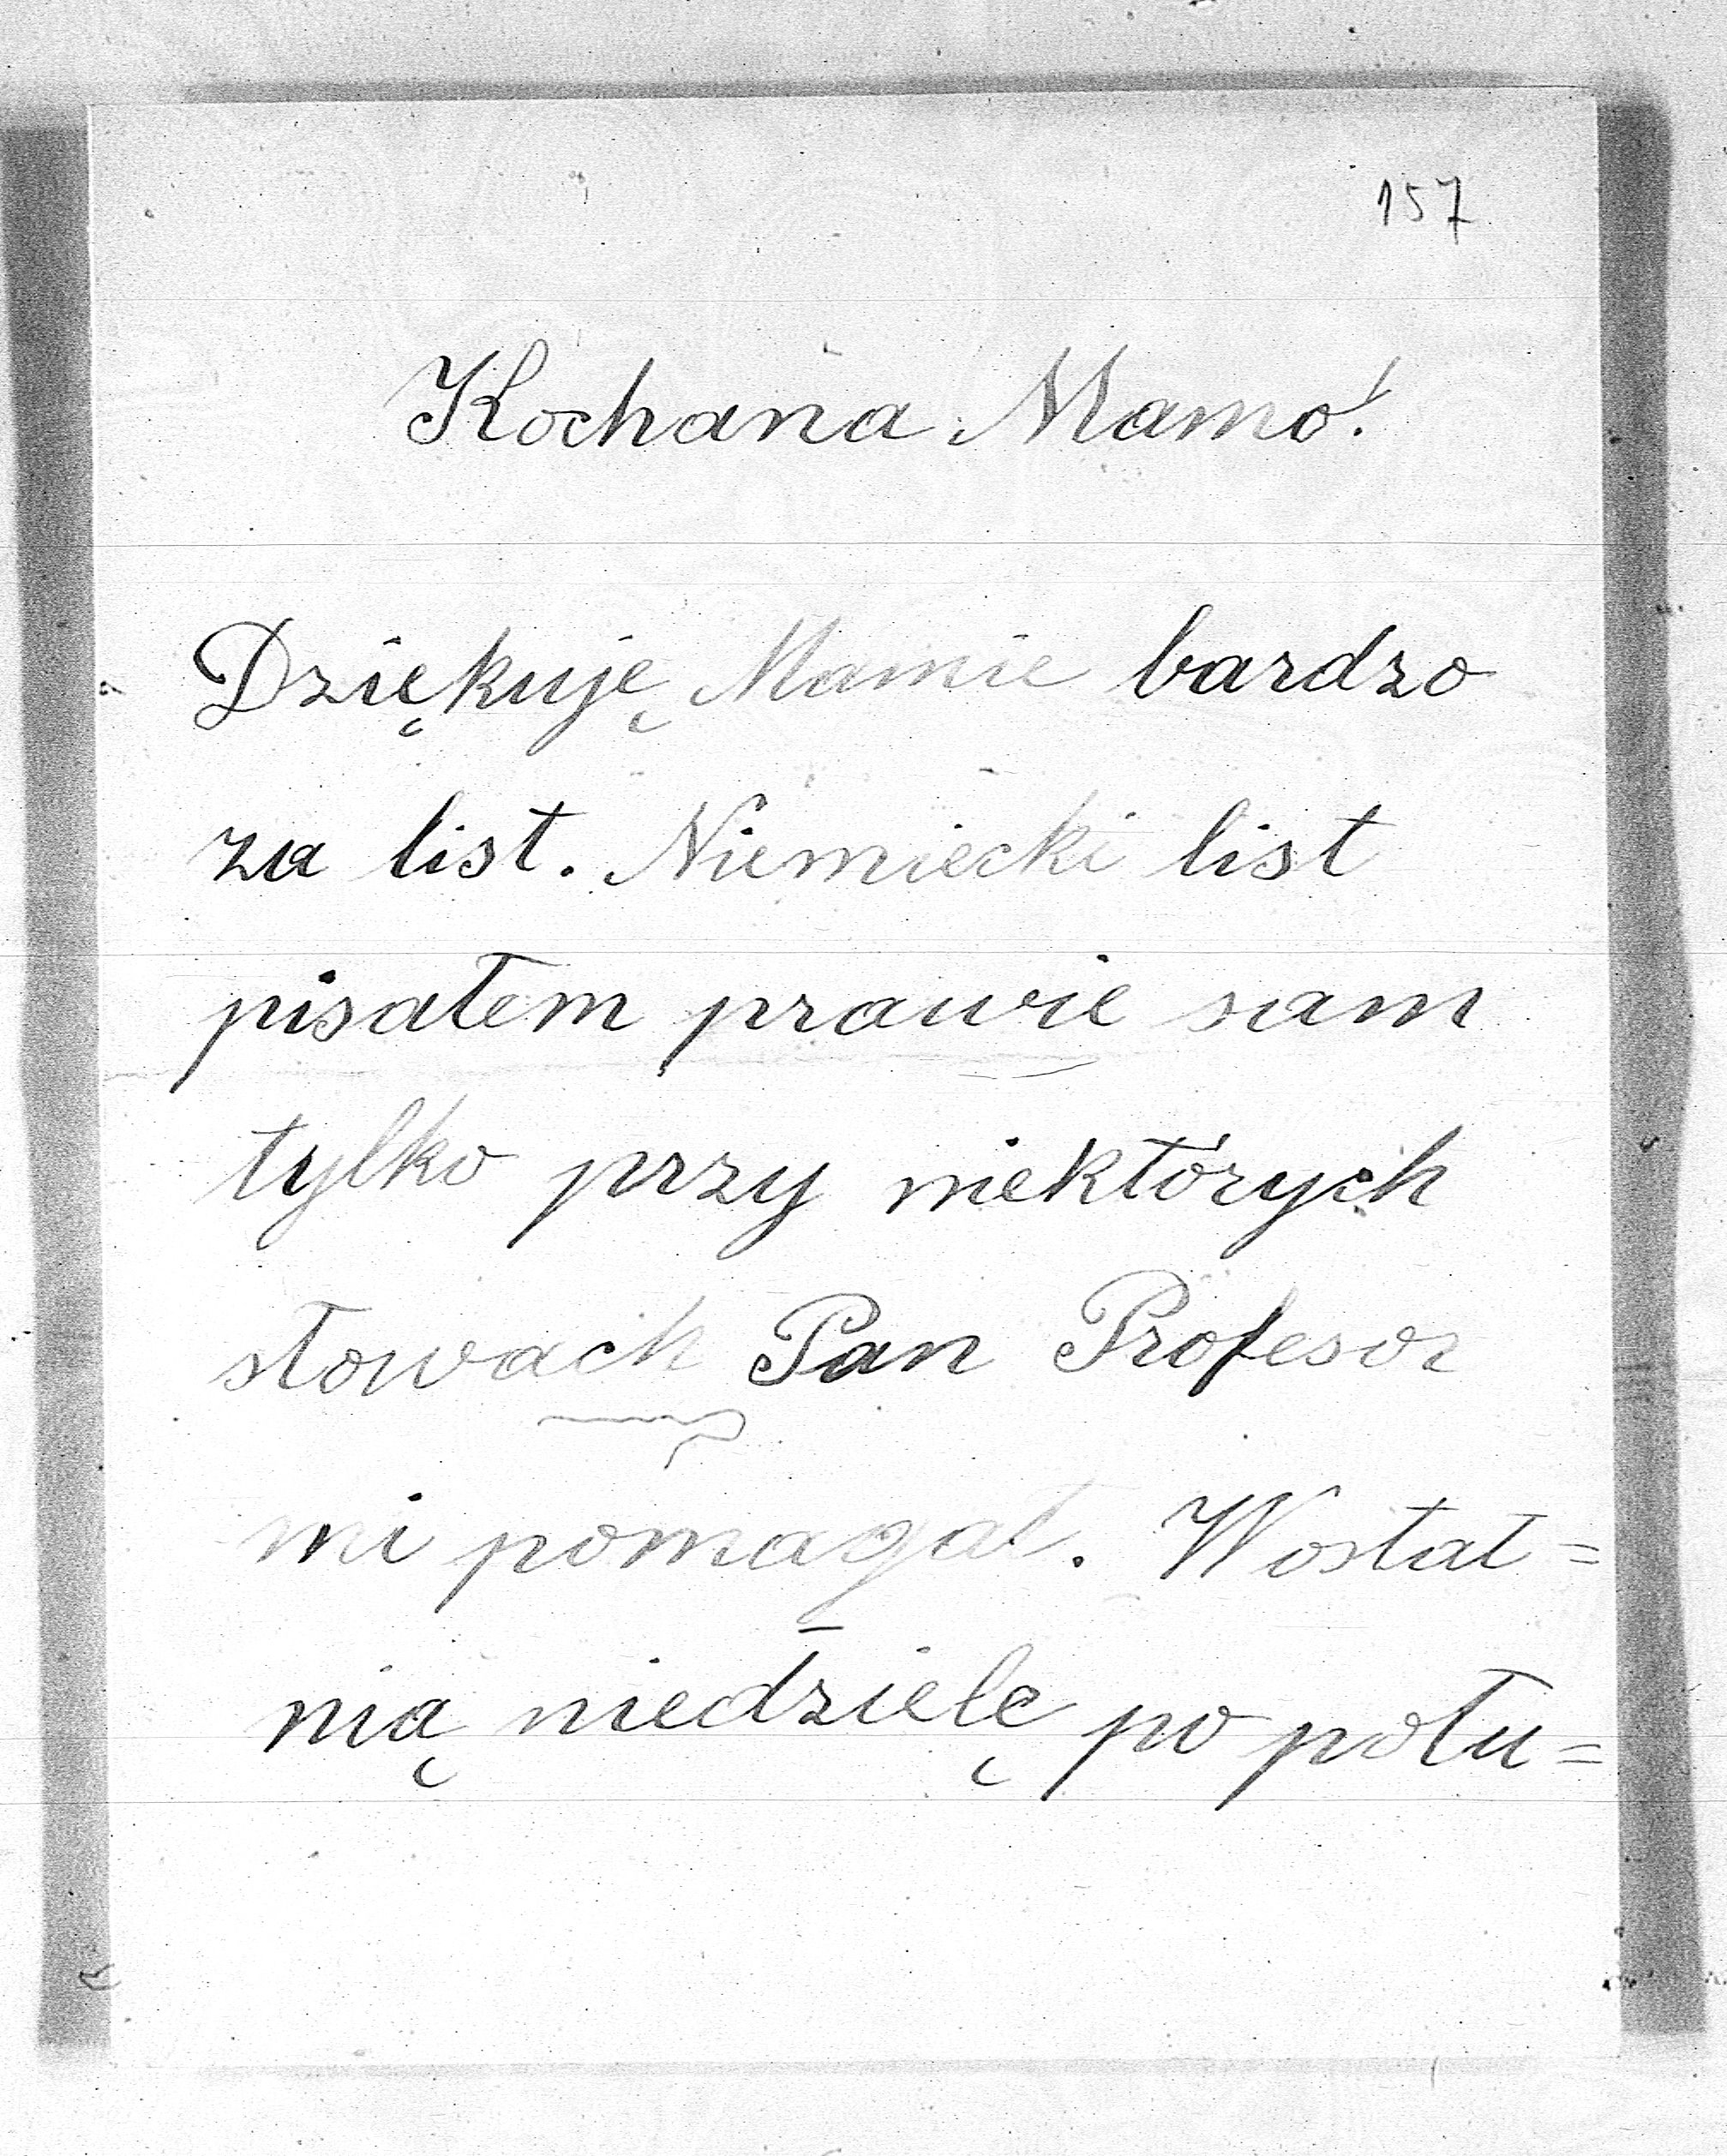 157
Kochana Mamo!
Dziękuję Mamie bardzo
za list. Niemiecki list
pisałem prawie sam
tylko przy niektórych
słowach Pan Profesor
mi pomagał. W ostat=
nią niedzielę po połu=